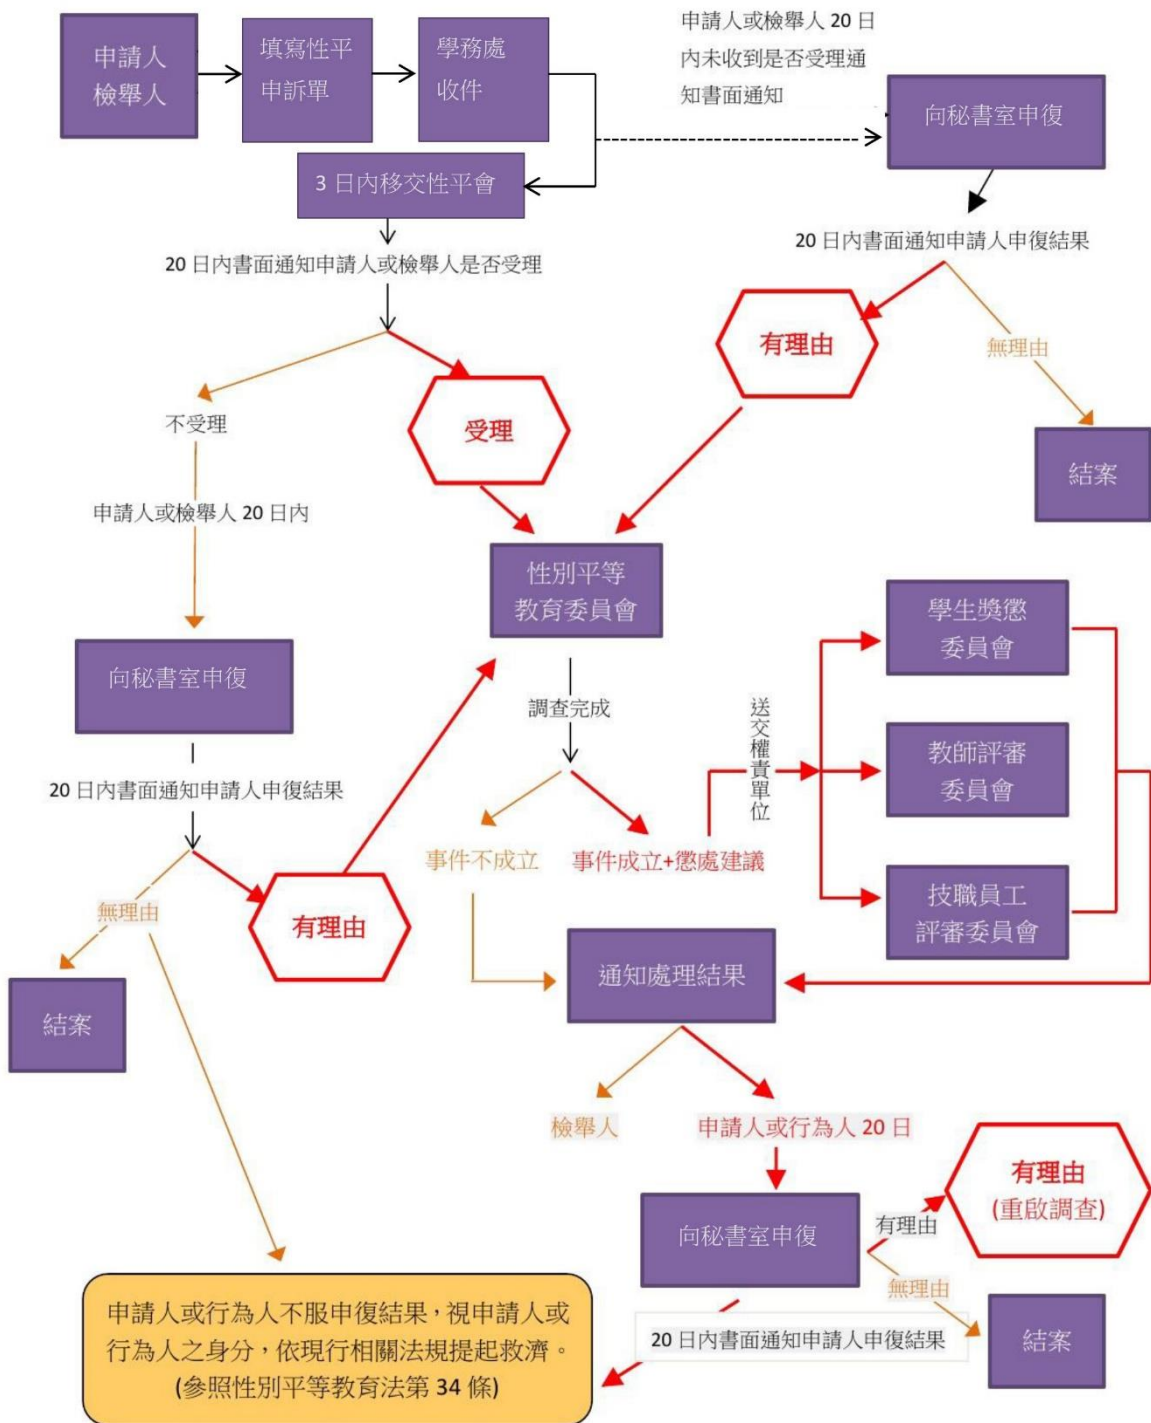 申請人
檢舉人
填寫性平
申訴單
學務處
收件
申請人或檢舉人 20 日
內未收到是否受理通
知書面通知
向秘書室申復
3 日內移交性平會
20 日內書面通知申請人或檢舉人是否受理
20 日內書面通知申請人申復結果
有理由
無理由
不受理
受理
結案
申請人或檢舉人 20 日內
性別平等
教育委員會
學生獎懲
委員會
向秘書室申復
調查完成
送交權責單位
教師評審
委員會
20 日內書面通知申請人申復結果
事件不成立
事件成立+懲處建議
無理由
有理由
技職員工
評審委員會
通知處理結果
結案
檢舉人
申請人或行為人 20 日
有理由
(重啟調查)
向秘書室申復
有理由
無理由
申請人或行為人不服申復結果，視申請人或
行為人之身分，依現行相關法規提起救濟。
(參照性別平等教育法第 34 條)
20 日內書面通知申請人申復結果
結案